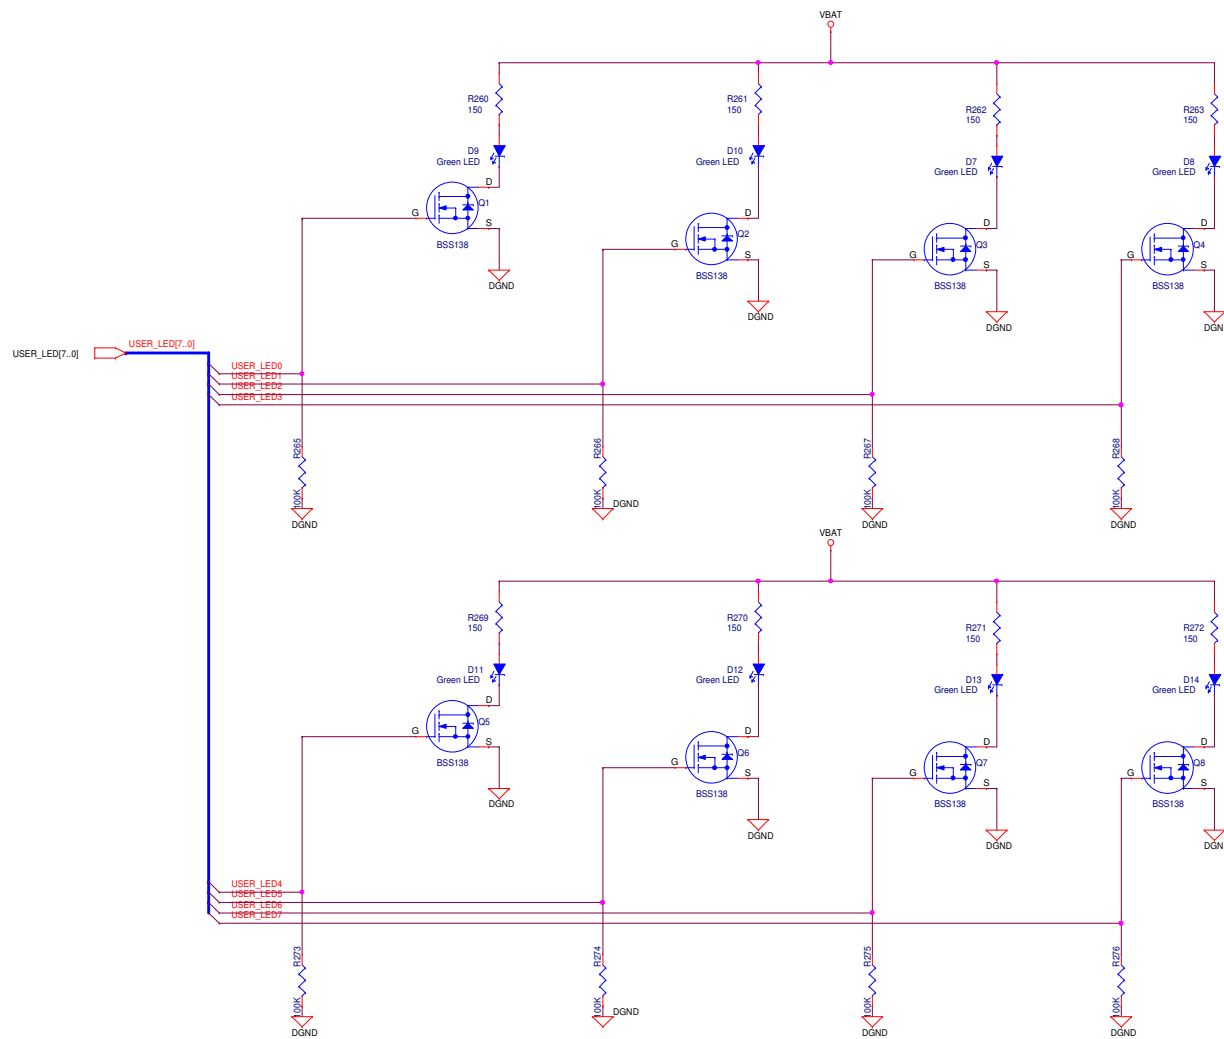 VBAT
R260
150
R261
150
R262
150
R263
150
D9
Green LED
D10
Green LED
D7
Green LED
D8
Green LED
D
G
S
Q1
BSS138
DGND
D
G
S
Q2
BSS138
DGND
D
G
S
Q3
BSS138
DGND
D
G
S
Q4
BSS138
DGN
USER_LED[7..0]
USER_LED[7..0]
USER_LED0
USER_LED1
USER_LED2
USER_LED3
R265
100K
DGND
R266
100K
DGND
R267
100K
DGND
R268
100K
DGND
VBAT
R269
150
R270
150
R271
150
R272
150
D11
Green LED
D12
Green LED
D13
Green LED
D14
Green LED
D
G
S
Q5
BSS138
DGND
D
G
S
Q6
BSS138
DGND
D
G
S
Q7
BSS138
DGND
D
G
S
Q8
BSS138
DGN
USER_LED4
USER_LED5
USER_LED6
USER_LED7
R273
100K
DGND
R274
100K
DGND
R275
100K
DGND
R276
100K
DGND